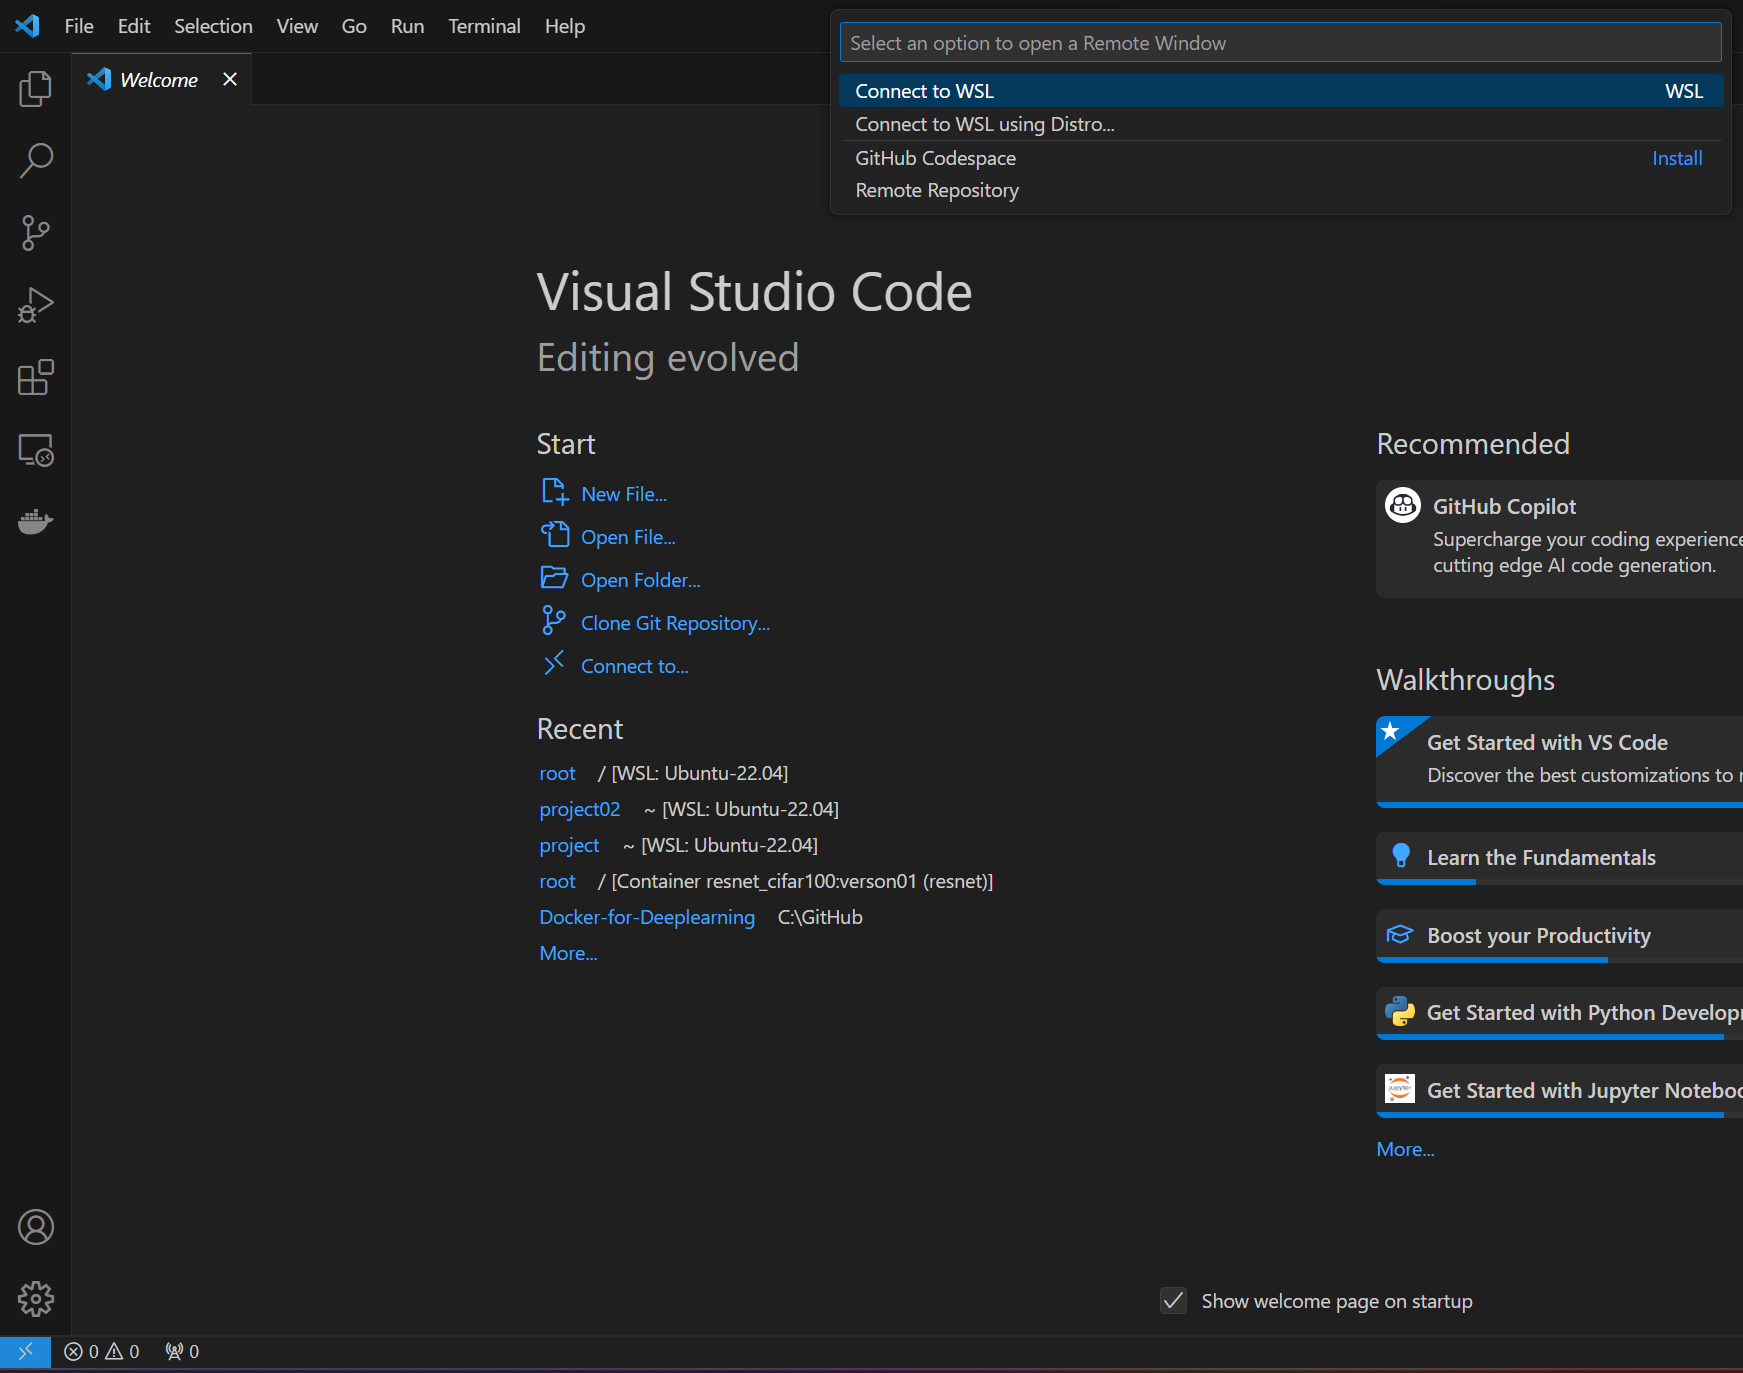 File Edit Selection View Go Run Terminal Help
Select an option to open a Remote Window
Connect to WSL WSL
Connect to WSL using Distro...
GitHub Codespace Install
Remote Repository
Welcome
Visual Studio Code
Editing evolved
Start
New File...
Open File...
Open Folder...
Clone Git Repository...
Connect to...
Recent
root / [WSL: Ubuntu-22.04]
project02 ~ [WSL: Ubuntu-22.04]
project ~ [WSL: Ubuntu-22.04]
root / [Container resnet_cifar100:verson01 (resnet)]
Docker-for-Deeplearning C:\GitHub
More...
Recommended
GitHub Copilot
Supercharge your coding experience
cutting edge AI code generation.
Walkthroughs
Get Started with VS Code
Discover the best customizations to
Learn the Fundamentals
Boost your Productivity
Get Started with Python
jupyter
Get Started with Jupyter
More...
Show welcome page on startup
0 0 0